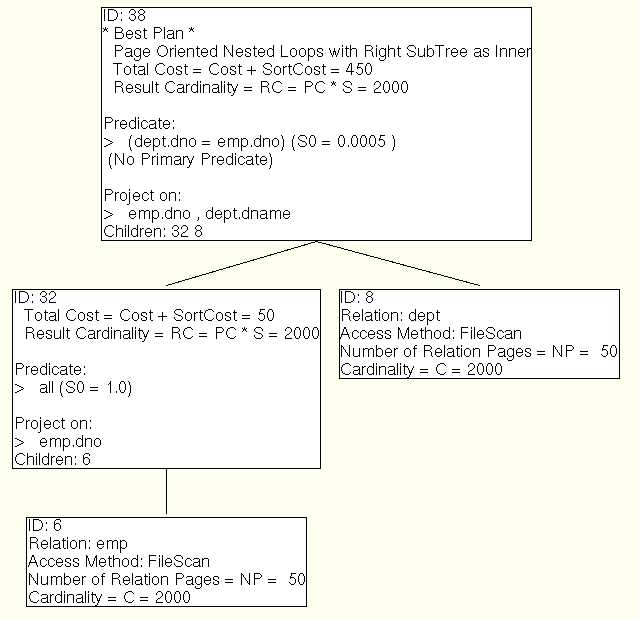 ID: 38
* Best Plan *
Page Oriented Nested Loops with Right SubTree as Inner
Total Cost = Cost + SortCost = 450
Result Cardinality = RC = PC * S = 2000
Predicate:
> (dept.dno = emp.dno) (S0 = 0.0005 )
(No Primary Predicate)
Project on:
> emp.dno , dept.dname
Children: 32 8
ID: 32
Total Cost = Cost + SortCost = 50
Result Cardinality = RC = PC * S = 2000
Predicate:
> all (S0 = 1.0)
Project on:
> emp.dno
Children: 6
ID: 8
Relation: dept
Access Method: FileScan
Number of Relation Pages = NP = 50
Cardinality = C = 2000
ID: 6
Relation: emp
Access Method: FileScan
Number of Relation Pages = NP = 50
Cardinality = C = 2000